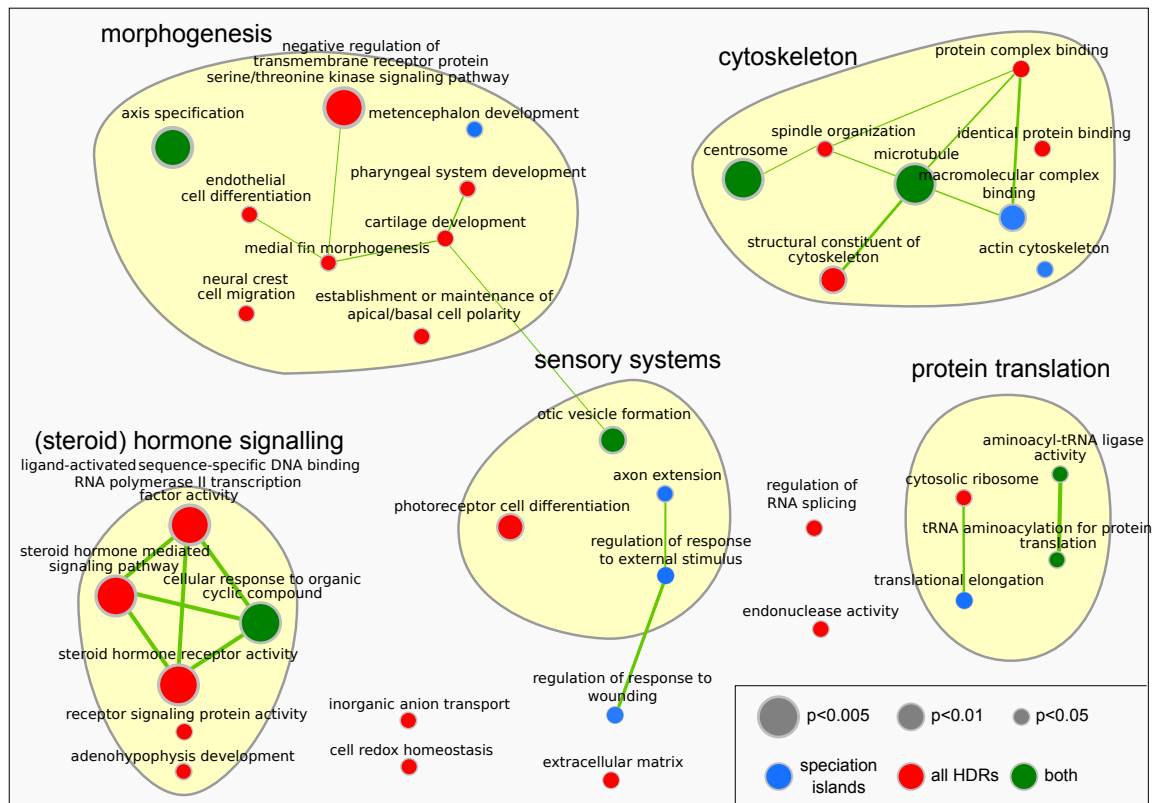 morphogenesis
negative regulation of
transmembrane receptor protein
serine/threonine kinase signaling pathway
axis specification
metencephalon development
pharyngeal system development
endothelial
cell differentiation
cartilage development
medial fin morphogenesis
neural crest
cell migration
establishment or maintenance of
apical/basal cell polarity
cytoskeleton
protein complex binding
spindle organization
identical protein binding
centrosome
microtubule
macromolecular complex
binding
structural constituent of
cytoskeleton
actin cytoskeleton
sensory systems
otic vesicle formation
axon extension
photoreceptor cell differentiation
regulation of response
to external stimulus
regulation of response to
wounding
protein translation
aminoacyl-tRNA ligase
activity
cytosolic ribosome
tRNA aminoacylation for protein
translation
translational elongation
regulation of
RNA splicing
endonuclease activity
(steroid) hormone signalling
ligand-activated sequence-specific DNA binding
RNA polymerase II transcription
factor activity
steroid hormone mediated
signaling pathway
cellular response to organic
cyclic compound
steroid hormone receptor activity
receptor signaling protein activity
adenohypophysis development
inorganic anion transport
cell redox homeostasis
extracellular matrix
p<0.005
p<0.01
p<0.05
speciation
islands
all HDRs
both